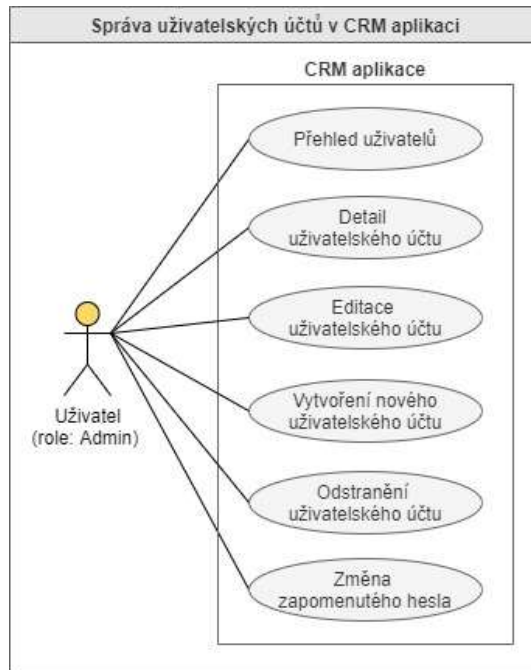 Správa uživatelských účtů v CRM aplikaci
CRM aplikace
Přehled uživatelů
Detail
uživatelského účtu
Editace
uživatelského účtu
Vytvoření nového
uživatelského účtu
Odstranění
uživatelského účtu
Změna
zapomenutého hesla
Uživatel
(role: Admin)